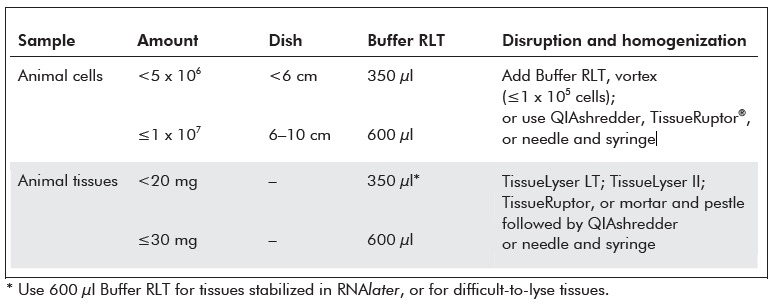 Sample Amount Dish Buffer RLT Disruption and homogenization
Animal cells <5 x 10⁶ <6 cm 350 µl Add Buffer RLT, vortex
(≤1 x 10⁵ cells);
or use QIAshredder, TissueRuptor®,
≤1 x 10⁷ 6–10 cm 600 µl or needle and syringe
Animal tissues <20 mg – 350 µl* TissueLyser LT; TissueLyser II;
TissueRuptor, or mortar and pestle
followed by QIAshredder
≤30 mg – 600 µl or needle and syringe
* Use 600 µl Buffer RLT for tissues stabilized in RNAlater, or for difficult-to-lyse tissues.